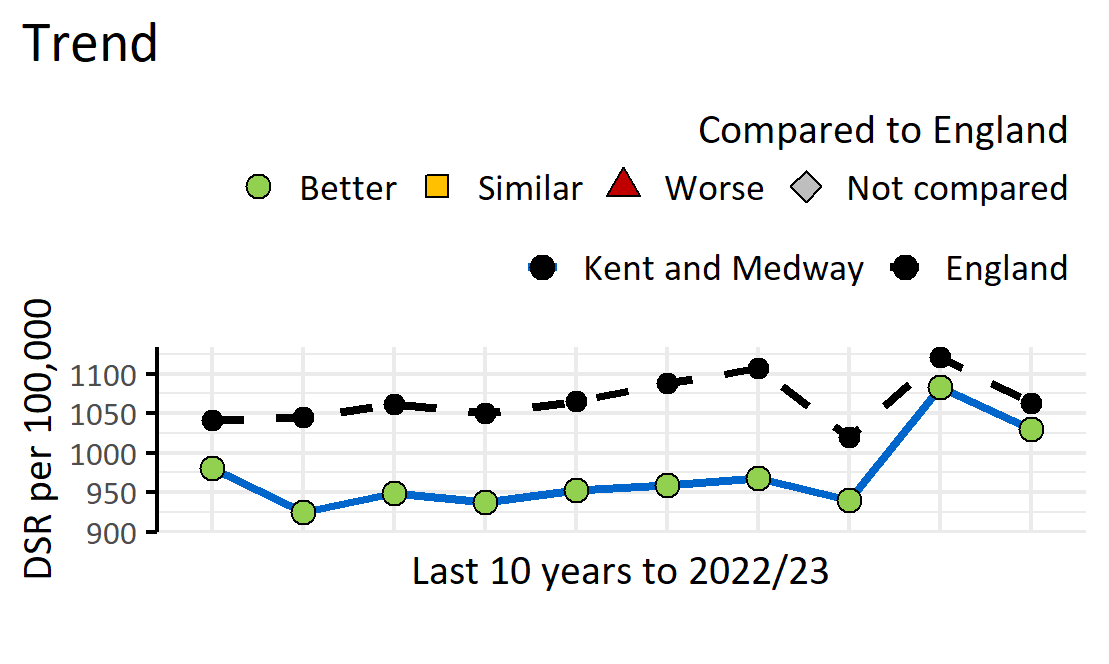 Trend
Compared to England
Better Similar Worse Not compared
Kent and Medway England
DSR per 100,000
1100
1050
1000
950
900
Last 10 years to 2022/23